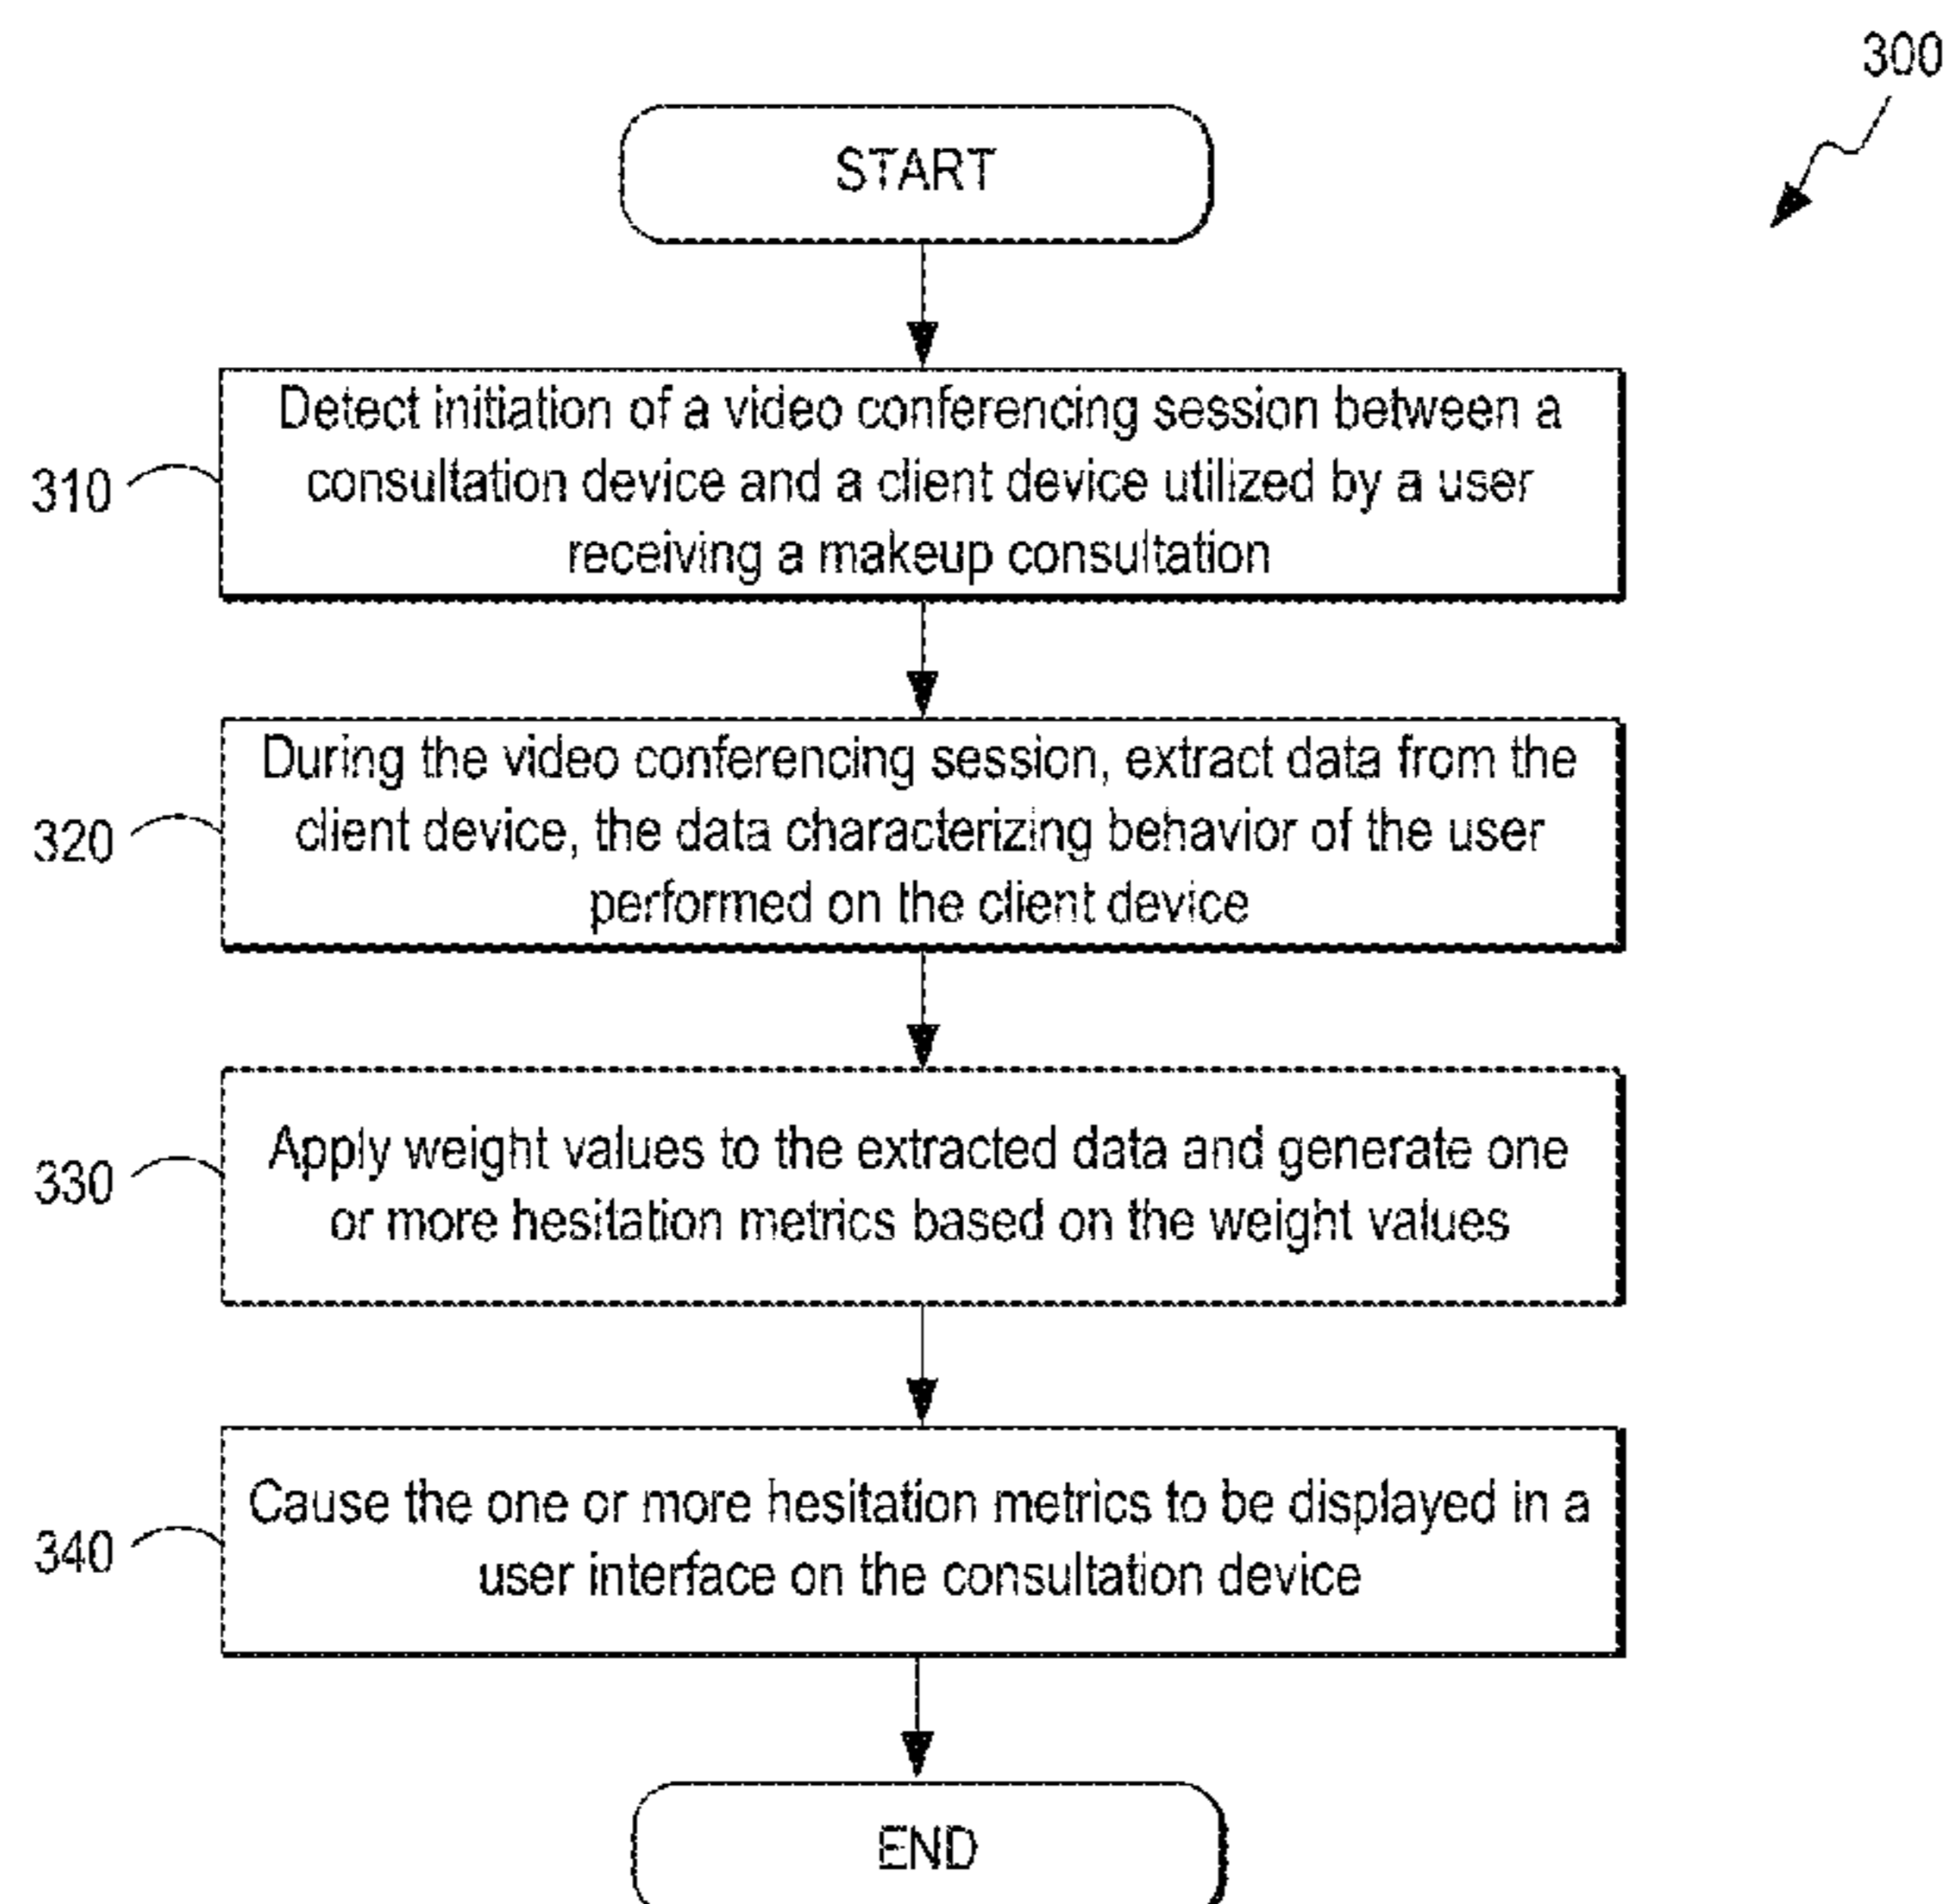 300
START
Detect initiation of a video conferencing session between a
consultation device and a client device utilized by a user
receiving a makeup consultation
310
During the video conferencing session, extract data from the
client device, the data characterizing behavior of the user
performed on the client device
320
Apply weight values to the extracted data and generate one
or more hesitation metrics based on the weight values
330
Cause the one or more hesitation metrics to be displayed in a
user interface on the consultation device
340
END